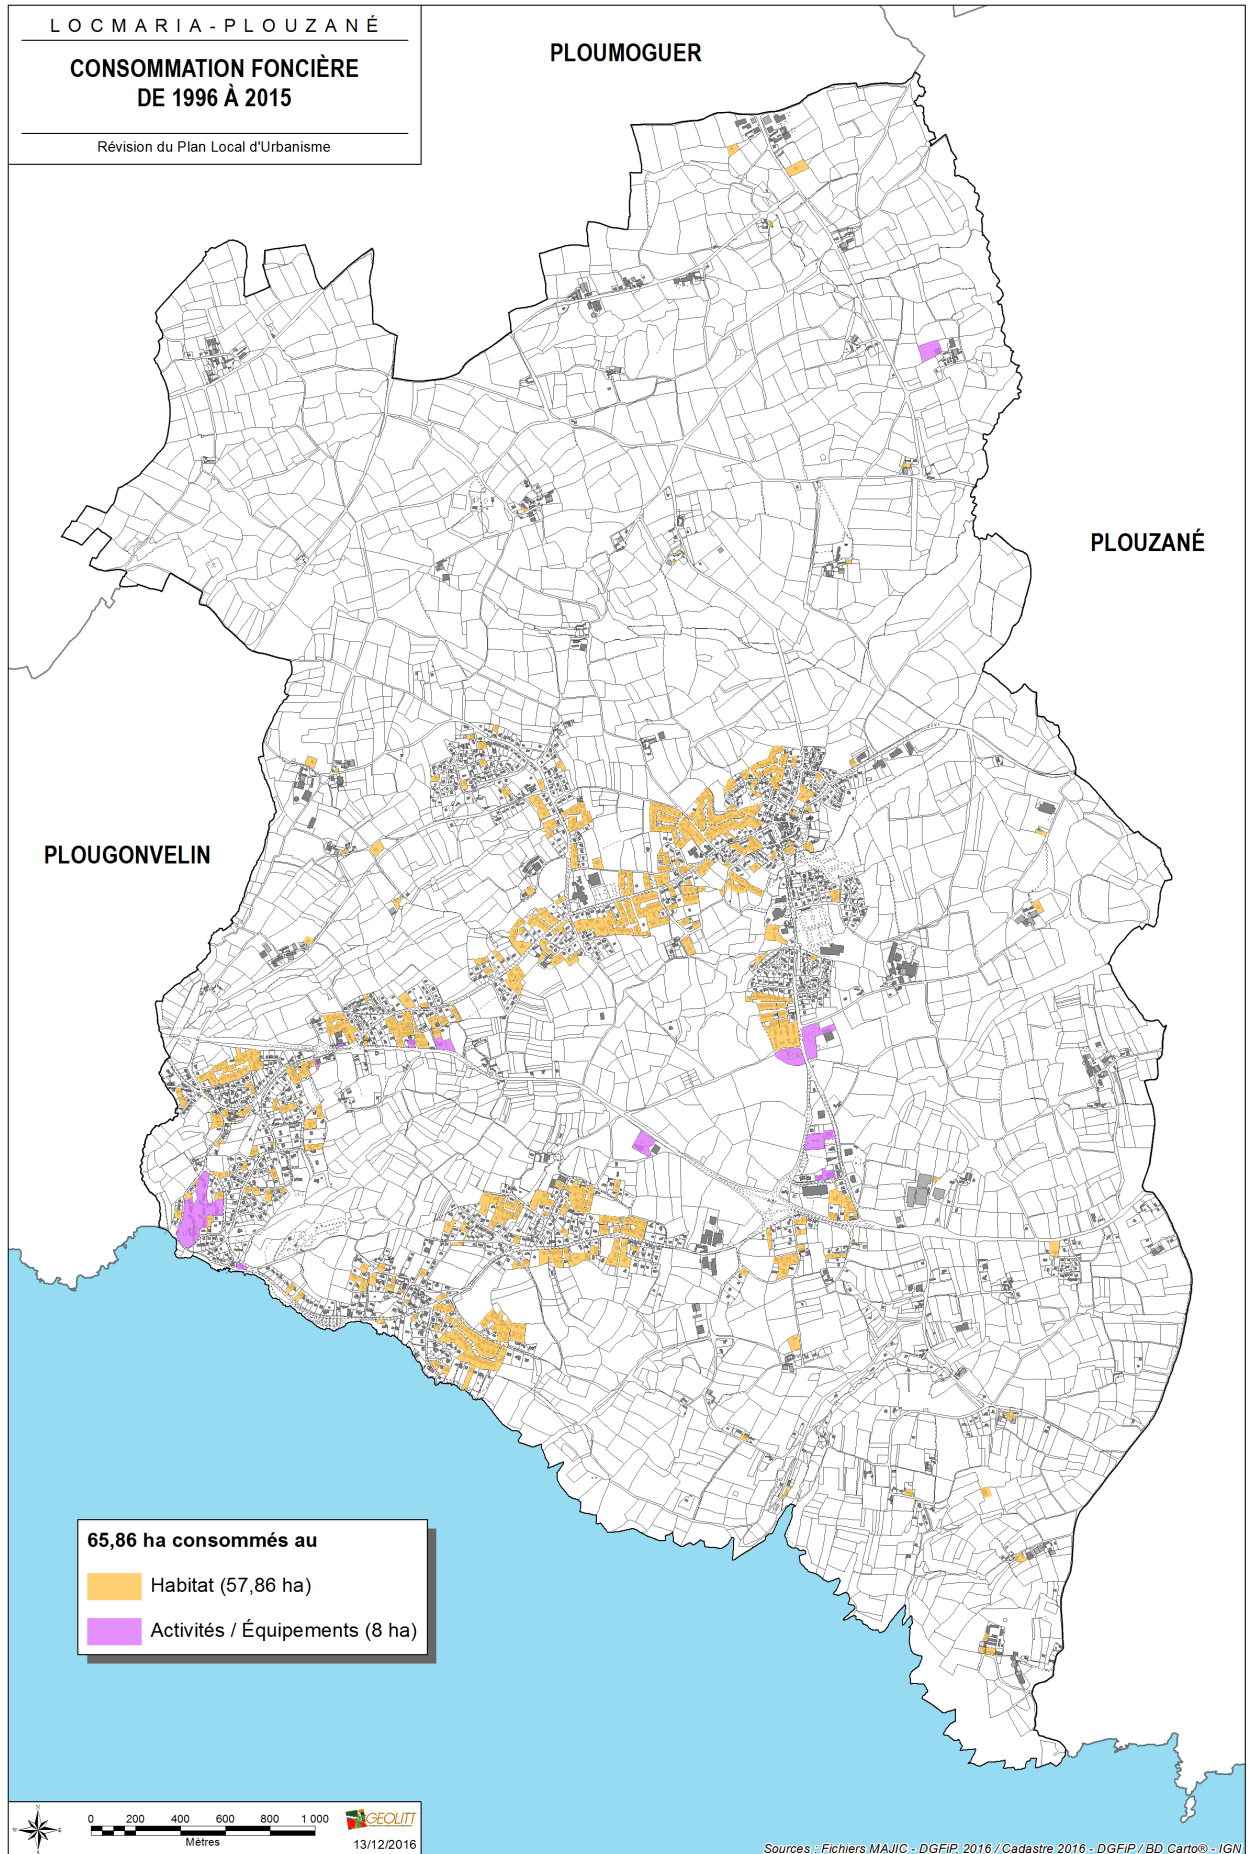 LOCMARIA-PLOUZANÉ
CONSOMMATION FONCIÈRE
DE 1996 À 2015
Révision du Plan Local d'Urbanisme
PLOUMOGUER
PLOUZANÉ
PLOUGONVELIN
65,86 ha consommés au
Habitat (57,86 ha)
Activités / Équipements (8 ha)
N
W E
S
0 200 400 600 800 1 000
Mètres
GEOLITT
13/12/2016
Sources : Fichiers MAJIC - DGFiP, 2016 / Cadastre 2016 - DGFiP / BD Carto® - IGN